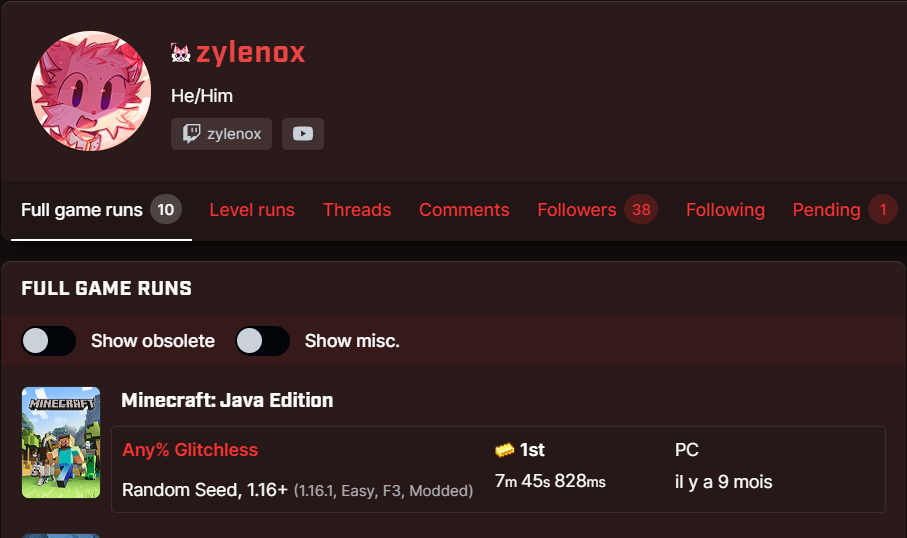 zylenox
He/Him
zylenox
Full game runs 10 Level runs Threads Comments Followers 38 Following Pending 1
FULL GAME RUNS
Show obsolete Show misc.
MINECRAFT
Minecraft: Java Edition
Any% Glitchless 1st PC
7m 45s 828ms il y a 9 mois
Random Seed, 1.16+ (1.16.1, Easy, F3, Modded)